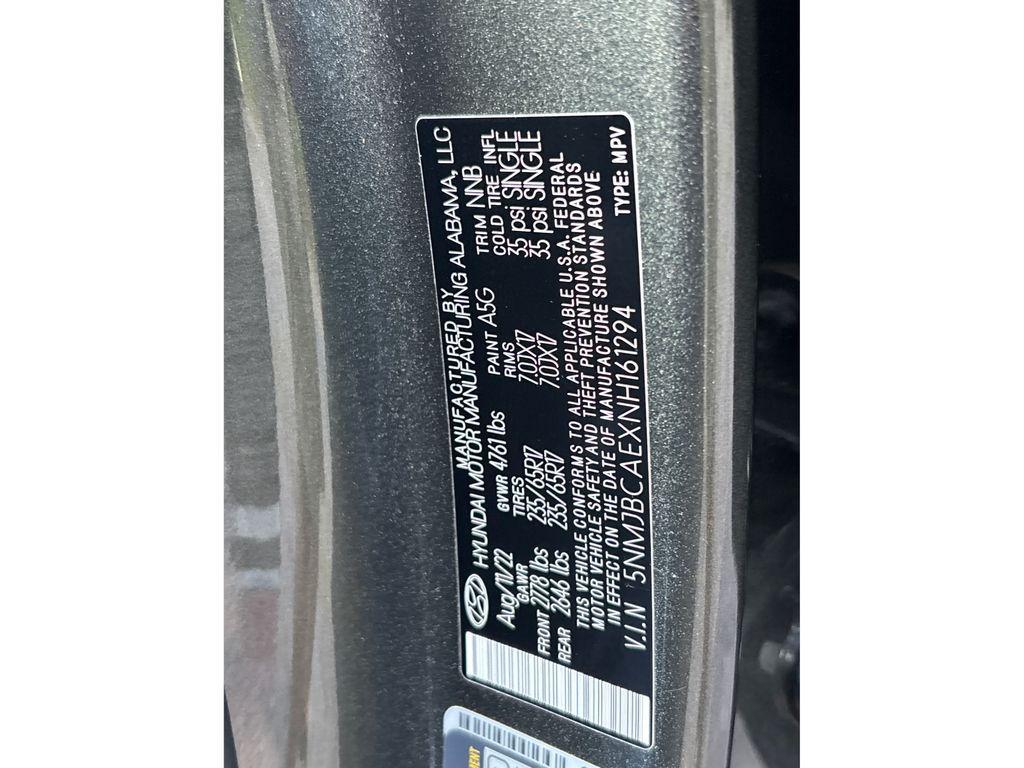 MANUFACTURED BY
HYUNDAI MOTOR MANUFACTURING ALABAMA, LLC
Aug/11/22 GVWR 4761 lbs PAINT A5G TRIM NNB
GAWR TIRES RIMS COLD TIRE INFL
FRONT 2778 lbs 235/65R17 7.0JX17 35 psi SINGLE
REAR 2646 lbs 235/65R17 7.0JX17 35 psi SINGLE
THIS VEHICLE CONFORMS TO ALL APPLICABLE U.S.A. FEDERAL
MOTOR VEHICLE SAFETY AND THEFT PREVENTION STANDARDS
IN EFFECT ON THE DATE OF MANUFACTURE SHOWN ABOVE
V.I.N 5NMJBCAEXNH161294 TYPE: MPV